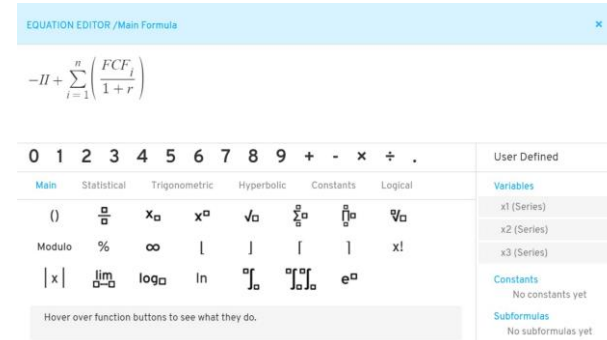 EQUATION EDITOR /Main Formula ×
−II + n ∑ i = 1 ( FCF_i / 1 + r )
0 1 2 3 4 5 6 7 8 9 + - × ÷ . User Defined
Main Statistical Trigonometric Hyperbolic Constants Logical Variables
x1 (Series)
() □/□ x□ x^□ √□ ∑□ ∏□ □√□
x2 (Series)
Modulo % ∞ ⌊ ⌋ ⌈ ⌉ x! x3 (Series)
|x| lim □→□ log□ ln ∫ ∫∫ e^□ Constants
No constants yet
Hover over function buttons to see what they do. Subformulas
No subformulas yet